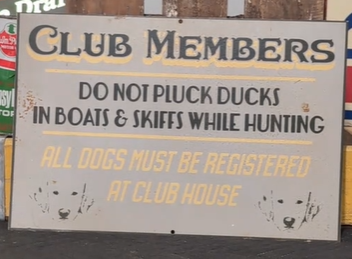 CLUB MEMBERS
DO NOT PLUCK DUCKS
IN BOATS & SKIFFS WHILE HUNTING
ALL DOGS MUST BE REGISTERED
AT CLUB HOUSE